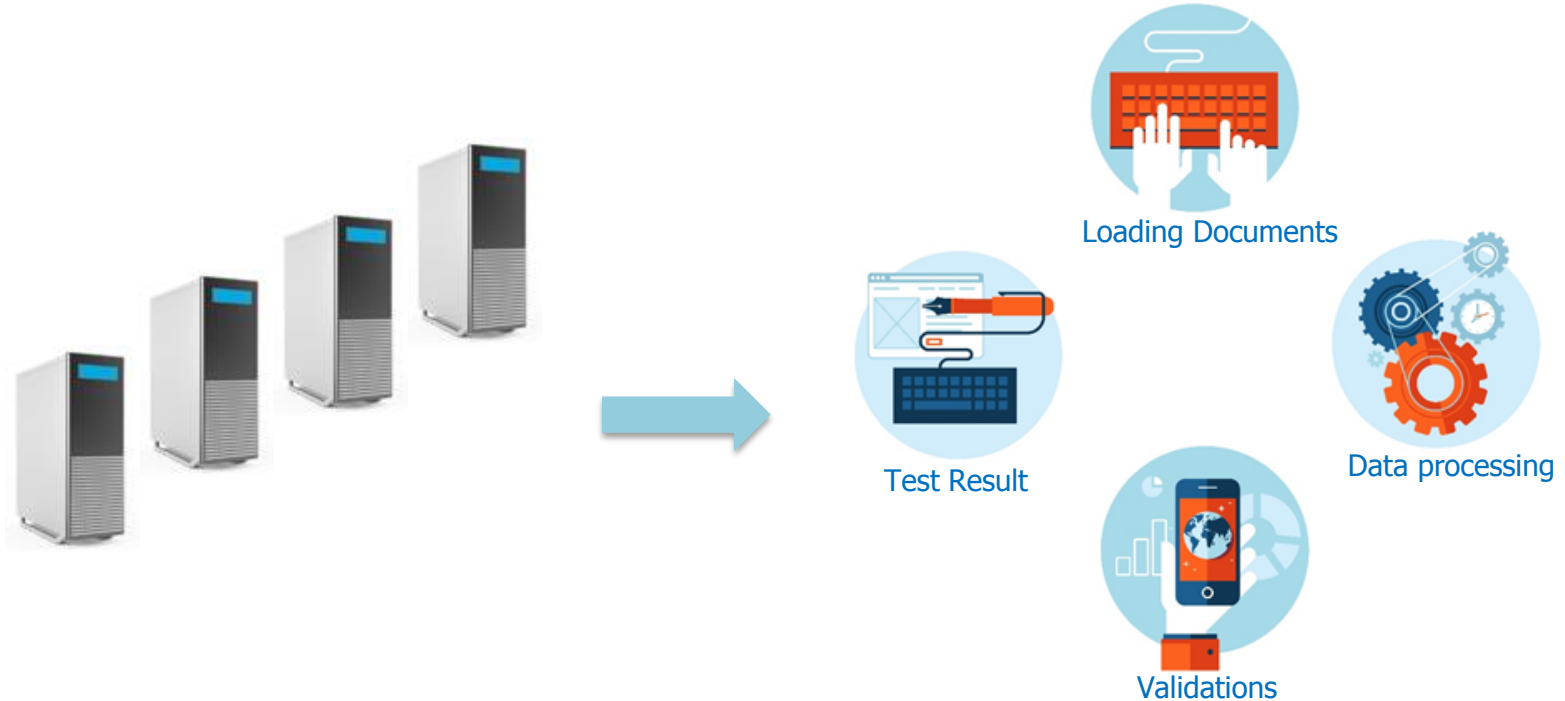 Loading Documents
Test Result
Data processing
Validations